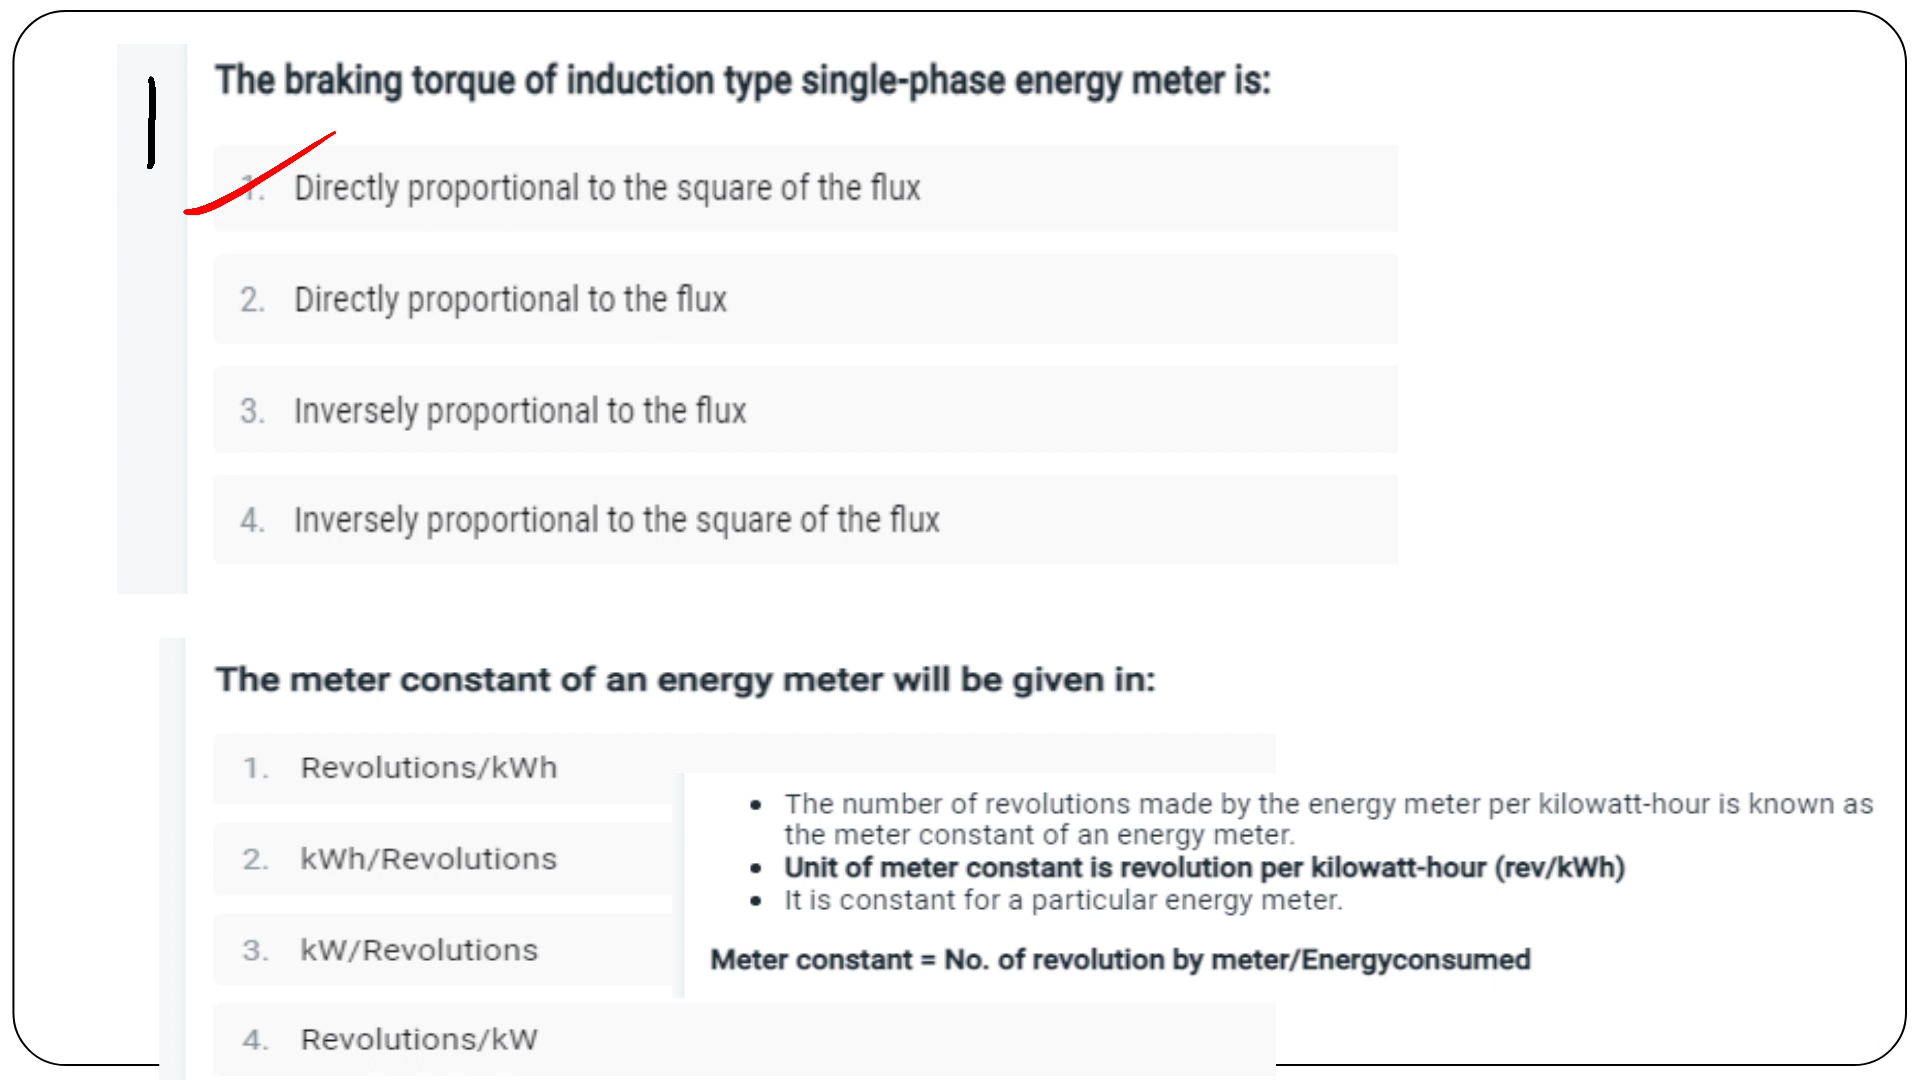 1
The braking torque of induction type single-phase energy meter is:
1. Directly proportional to the square of the flux
2. Directly proportional to the flux
3. Inversely proportional to the flux
4. Inversely proportional to the square of the flux
The meter constant of an energy meter will be given in:
1. Revolutions/kWh
2. kWh/Revolutions
3. kW/Revolutions
4. Revolutions/kW
• The number of revolutions made by the energy meter per kilowatt-hour is known as
the meter constant of an energy meter.
• Unit of meter constant is revolution per kilowatt-hour (rev/kWh)
• It is constant for a particular energy meter.
Meter constant = No. of revolution by meter/Energyconsumed